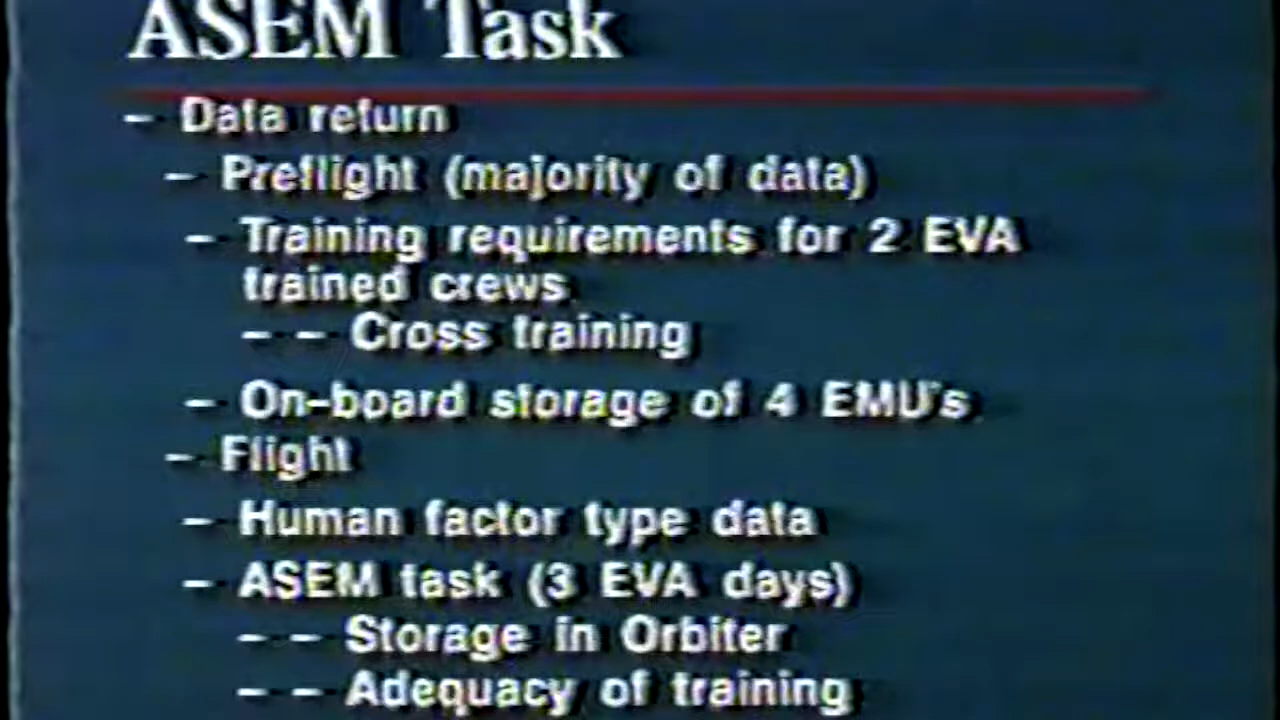 ASEM Task
- Data return
- Preflight (majority of data)
- Training requirements for 2 EVA
trained crews
- - Cross training
- On-board storage of 4 EMU's
- Flight
- Human factor type data
- ASEM task (3 EVA days)
- - Storage in Orbiter
- - Adequacy of training